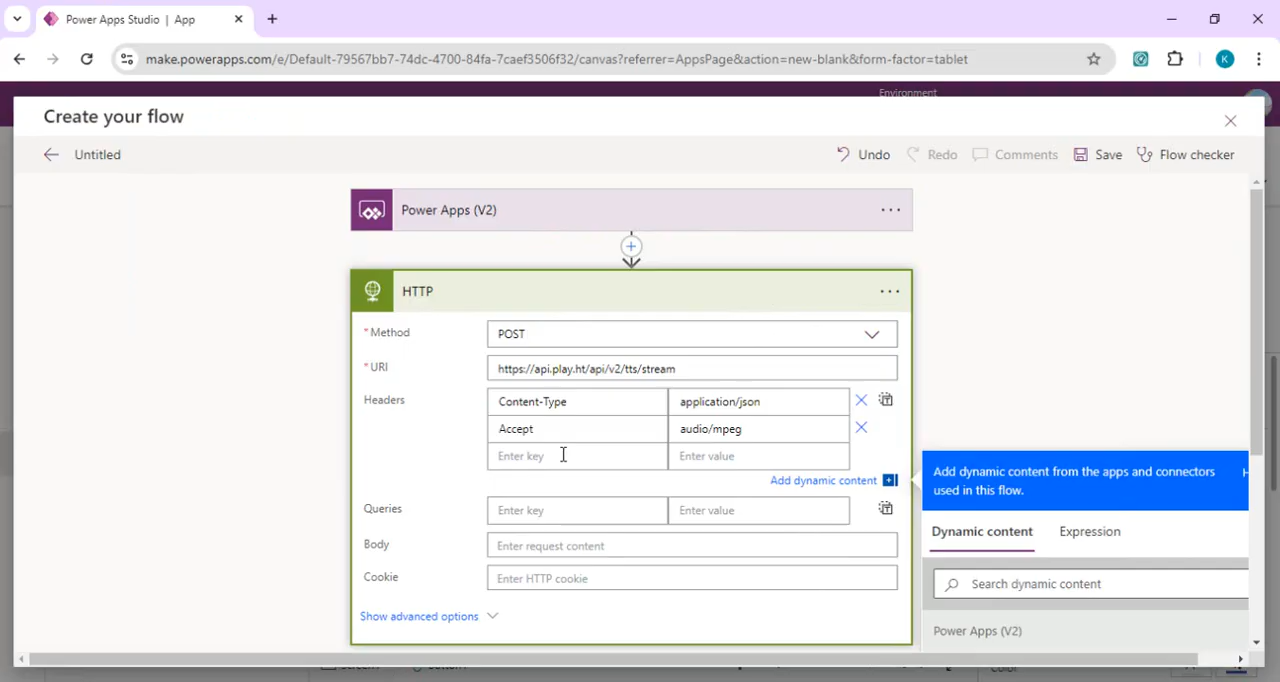 Power Apps Studio | App
make.powerapps.com/e/Default-79567bb7-74dc-4700-84fa-7caef3506f32/canvas?referrer=AppsPage&action=new-blank&form-factor=tablet
K
Environment
Create your flow
Untitled
Undo
Redo
Comments
Save
Flow checker
Power Apps (V2)
HTTP
* Method
POST
* URI
https://api.play.ht/api/v2/tts/stream
Headers
Content-Type
application/json
Accept
audio/mpeg
Enter key
Enter value
Add dynamic content
Queries
Enter key
Enter value
Body
Enter request content
Cookie
Enter HTTP cookie
Show advanced options
Add dynamic content from the apps and connectors
used in this flow.
Dynamic content
Expression
Search dynamic content
Power Apps (V2)